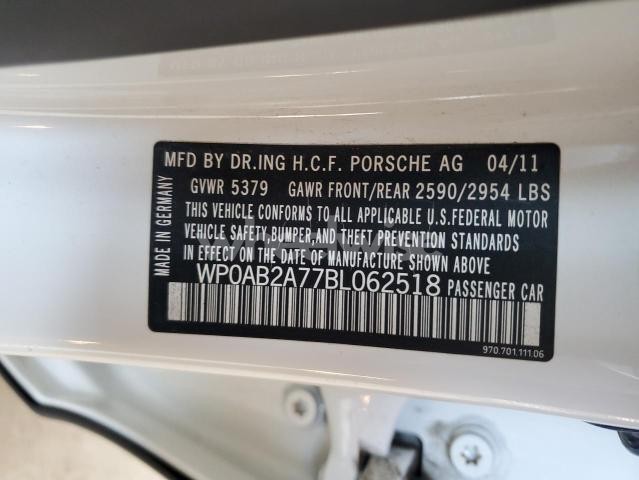 MFD BY DR.ING H.C.F. PORSCHE AG 04/11
GVWR 5379 GAWR FRONT/REAR 2590/2954 LBS
THIS VEHICLE CONFORMS TO ALL APPLICABLE U.S.FEDERAL MOTOR
VEHICLE SAFETY,BUMPER,AND THEFT PREVENTION STANDARDS
IN EFFECT ON THE DATE OF MANUFACTURE SHOWN ABOVE.
WP0AB2A77BL062518 PASSENGER CAR
970.701.111.06
MADE IN GERMANY